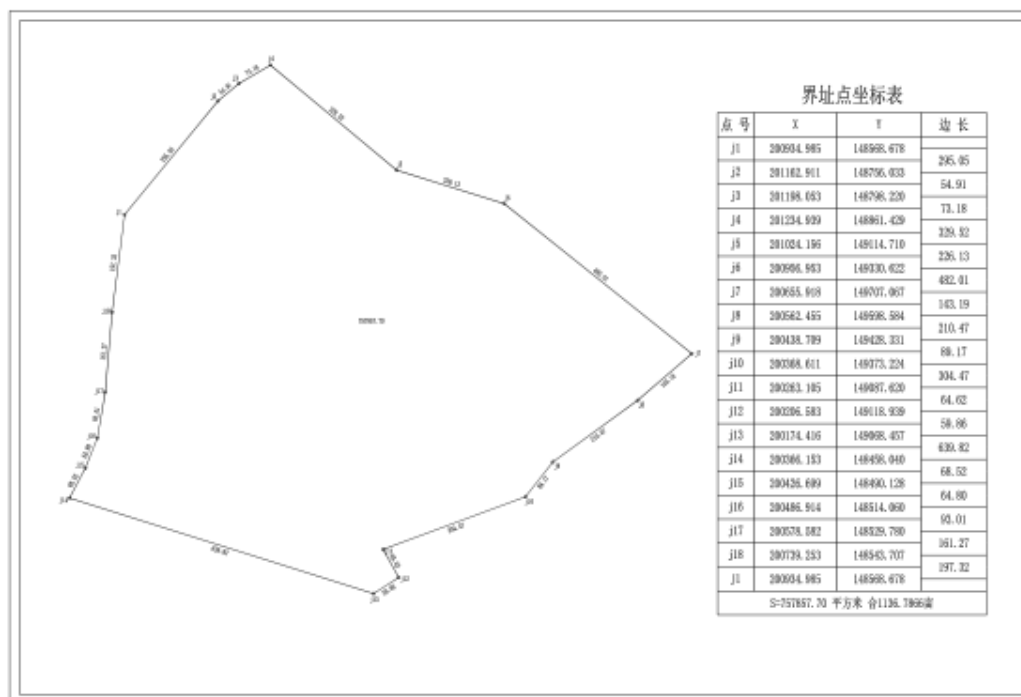 界址点坐标表
点 号 X Y 边 长
j1 200934.985 148568.678
295.05
j2 201162.911 148756.033
54.91
j3 201198.053 148798.220
73.18
j4 201234.939 148861.429
329.52
j5 201024.156 149114.710
226.13
j6 200956.953 149330.622
482.01
j7 200655.918 149707.067
143.19
j8 200562.455 149598.584
210.47
j9 200438.709 149428.331
89.17
j10 200368.611 149373.224
304.47
j11 200263.105 149087.620
64.62
j12 200206.583 149118.939
59.86
j13 200174.416 149068.457
639.82
j14 200366.153 148458.040
68.52
j15 200426.699 148490.128
64.80
j16 200486.914 148514.060
93.01
j17 200578.582 148529.780
161.27
j18 200739.253 148543.707
197.32
j1 200934.985 148568.678
S=757857.70 平方米 合1136.7866亩